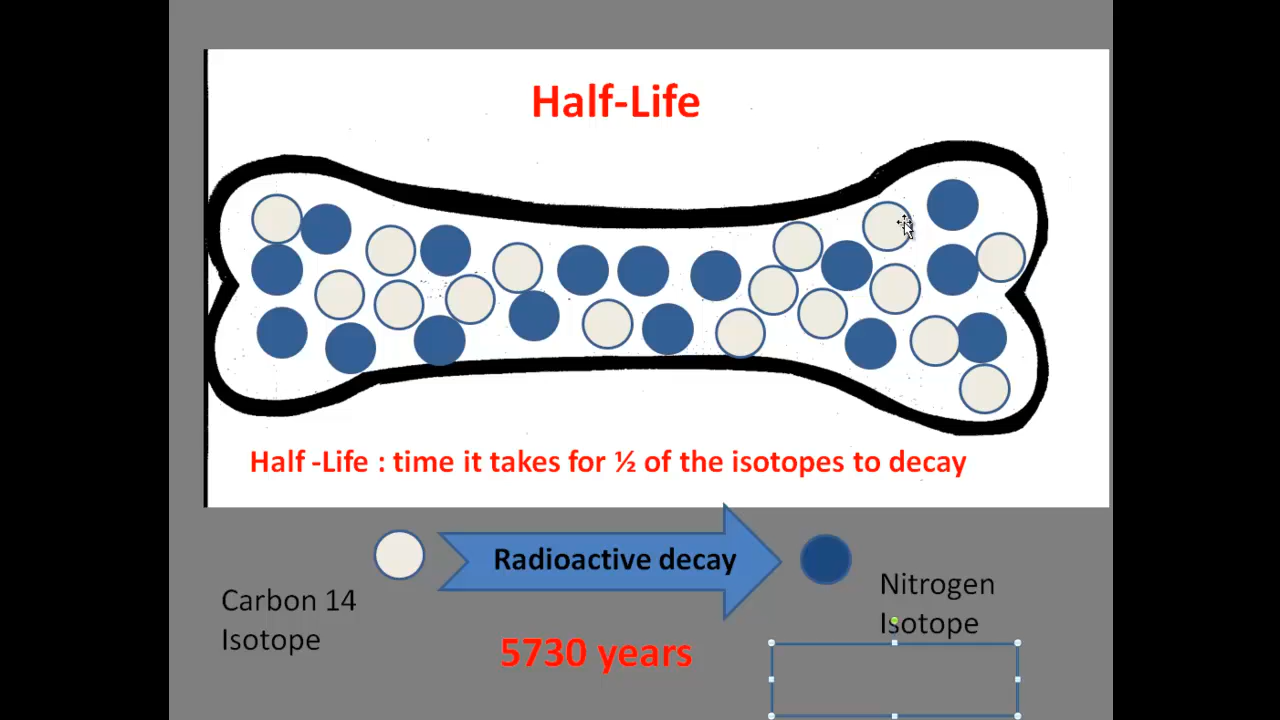 Half-Life
Half -Life : time it takes for ½ of the isotopes to decay
Radioactive decay
Carbon 14
Isotope
Nitrogen
Isotope
5730 years